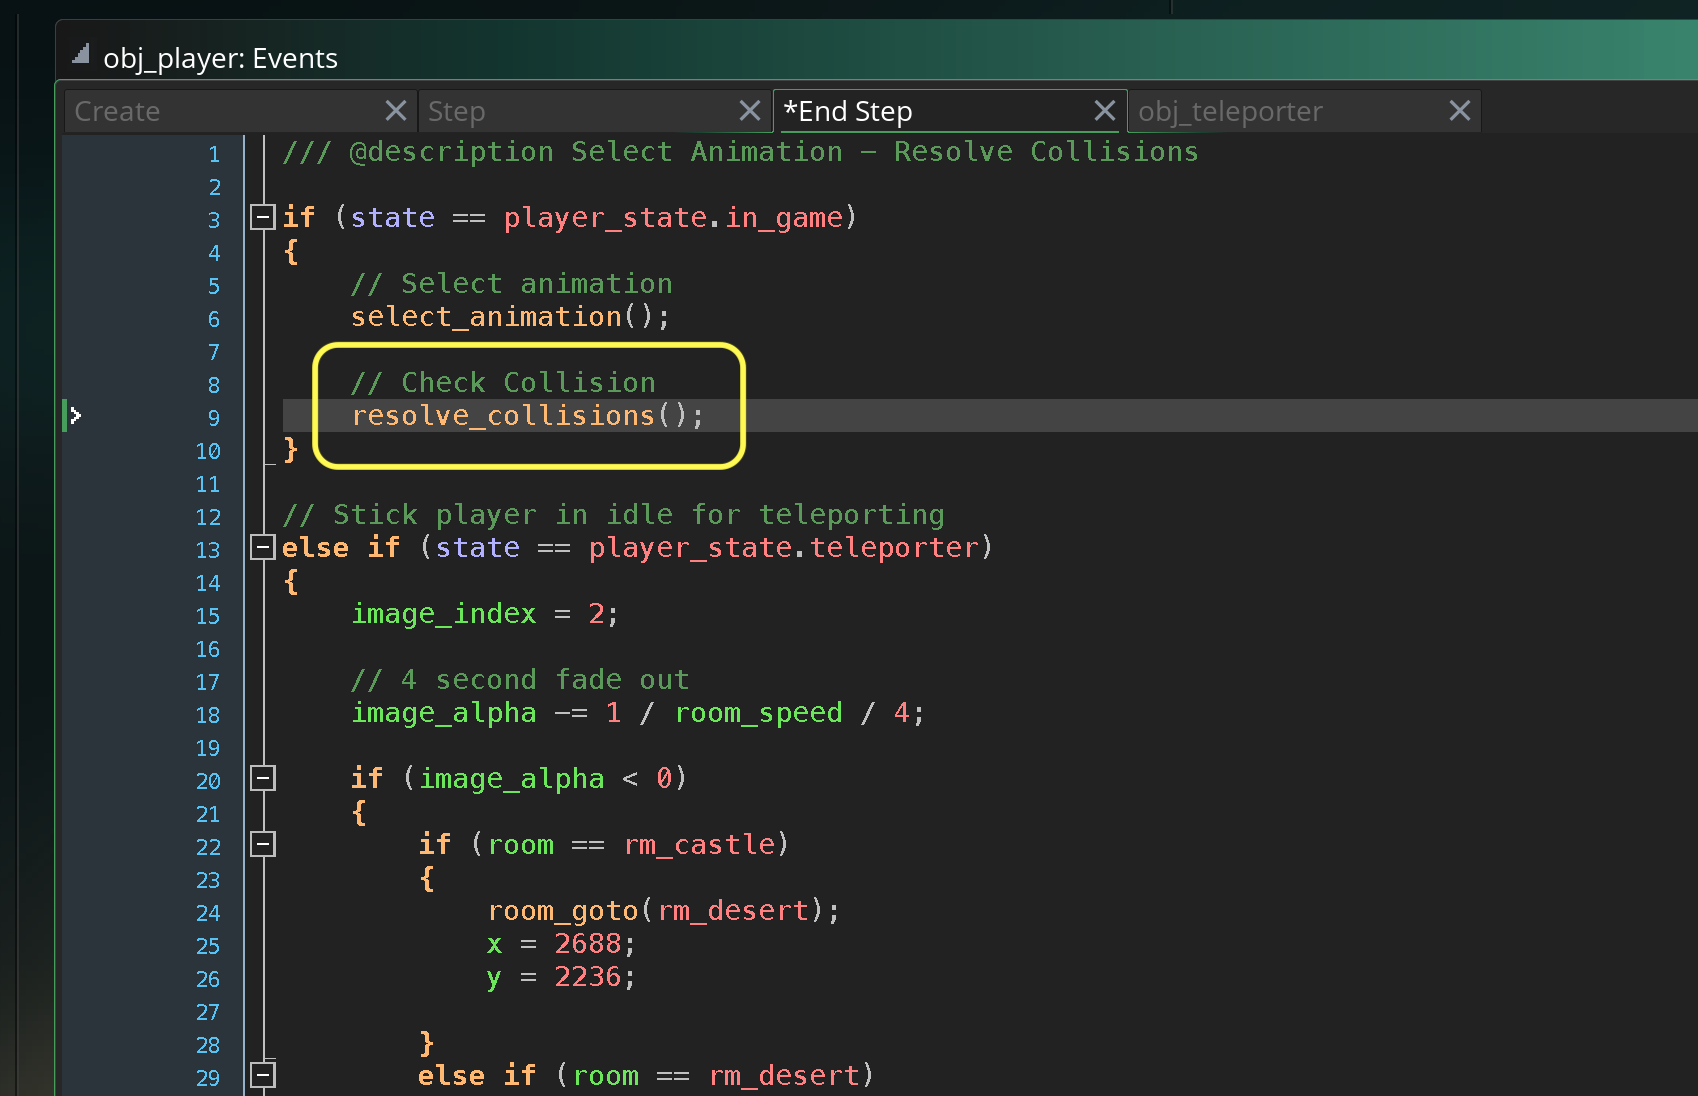 obj_player: Events
Create
Step
*End Step
obj_teleporter
1 /// @description Select Animation - Resolve Collisions
2
3 if (state == player_state.in_game)
4 {
5 // Select animation
6 select_animation();
7
8 // Check Collision
9 resolve_collisions();
10 }
11
12 // Stick player in idle for teleporting
13 else if (state == player_state.teleporter)
14 {
15 image_index = 2;
16
17 // 4 second fade out
18 image_alpha -= 1 / room_speed / 4;
19
20 if (image_alpha < 0)
21 {
22 if (room == rm_castle)
23 {
24 room_goto(rm_desert);
25 x = 2688;
26 y = 2236;
27
28 }
29 else if (room == rm_desert)